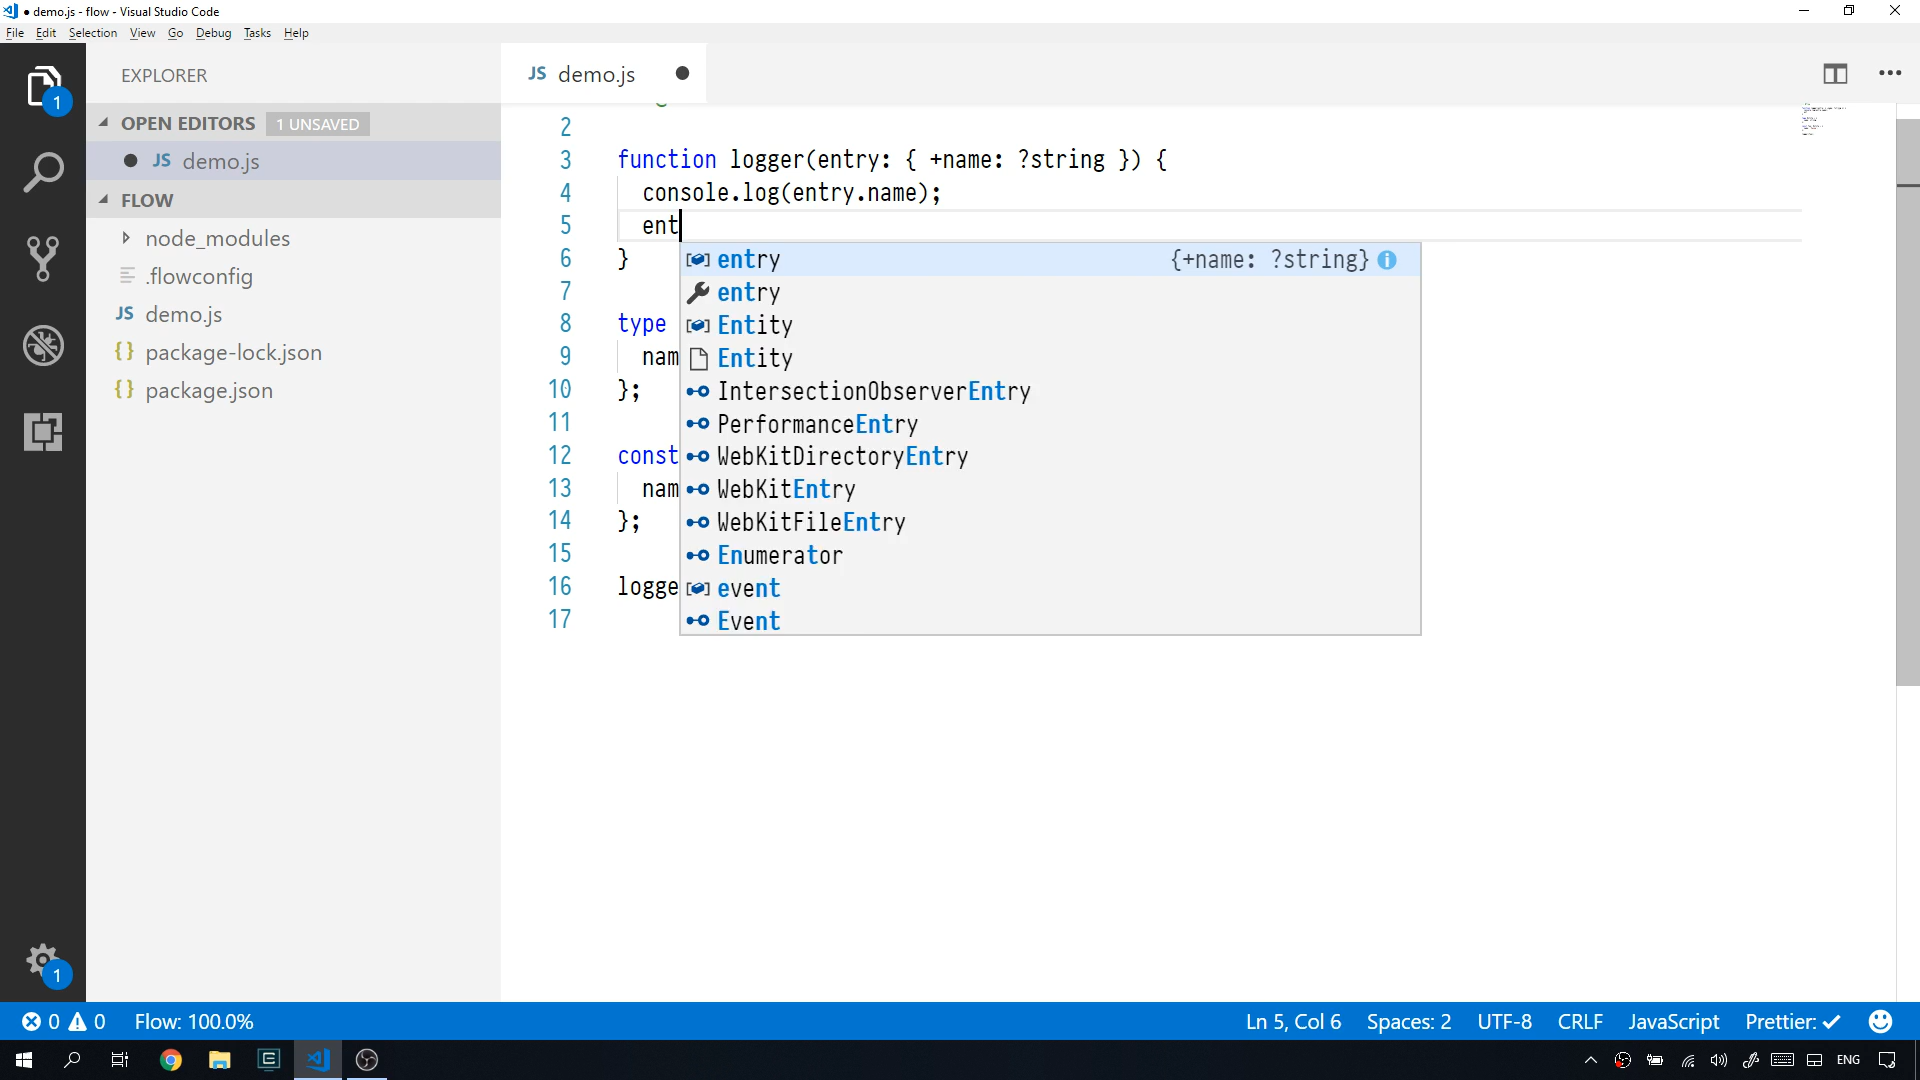 ● demo.js - flow - Visual Studio Code
File Edit Selection View Go Debug Tasks Help
EXPLORER
JS demo.js
OPEN EDITORS 1 UNSAVED
JS demo.js
FLOW
node_modules
.flowconfig
JS demo.js
{} package-lock.json
{} package.json
1
1
2
3 function logger(entry: { +name: ?string }) {
4 console.log(entry.name);
5 ent
6 }
7
8 type
9 nam
10 };
11
12 const
13 nam
14 };
15
16 logge
17
entry {+name: ?string}
entry
Entity
Entity
IntersectionObserverEntry
PerformanceEntry
WebKitDirectoryEntry
WebKitEntry
WebKitFileEntry
Enumerator
event
Event
0 0 Flow: 100.0% Ln 5, Col 6 Spaces: 2 UTF-8 CRLF JavaScript Prettier: ✓
ENG